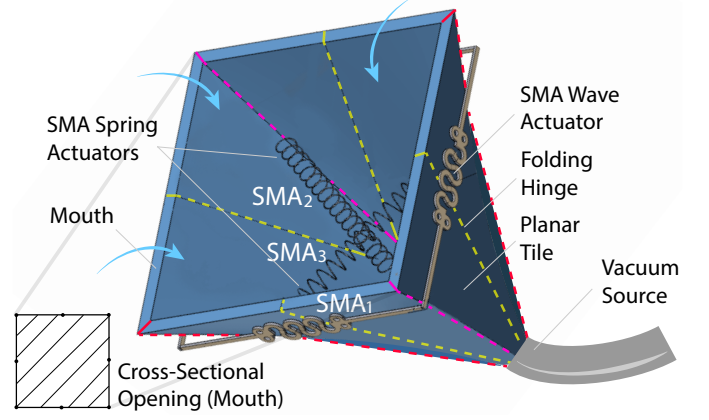 SMA Wave
Actuator
SMA Spring
Actuators
Folding
Hinge
SMA₂
Mouth
Planar
Tile
SMA₃
Vacuum
Source
SMA₁
Cross-Sectional
Opening (Mouth)